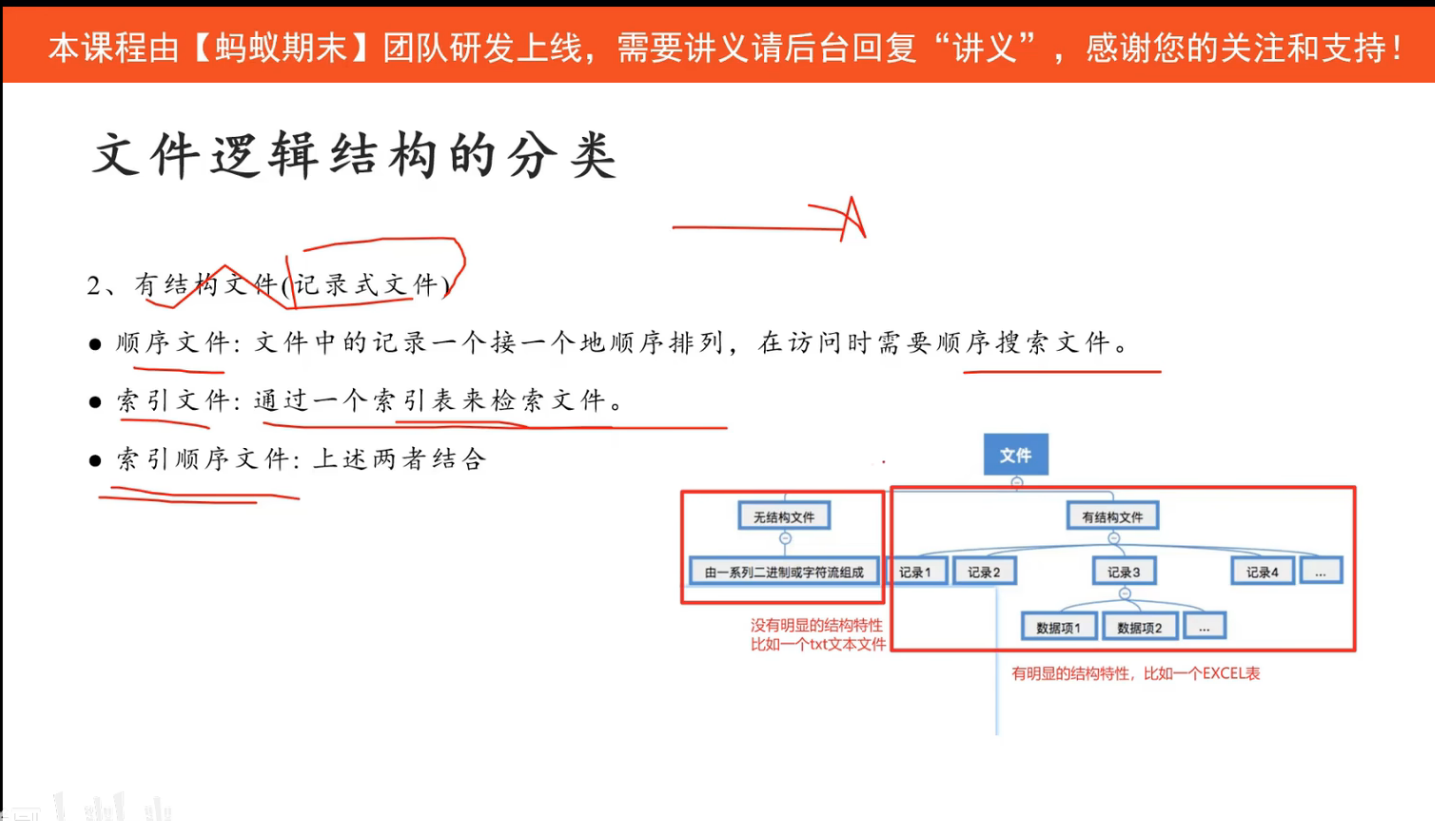 本课程由【蚂蚁期末】团队研发上线，需要讲义请后台回复“讲义”，感谢您的关注和支持！
文件逻辑结构的分类
2、有结构文件(记录式文件)
● 顺序文件：文件中的记录一个接一个地顺序排列，在访问时需要顺序搜索文件。
● 索引文件：通过一个索引表来检索文件。
● 索引顺序文件：上述两者结合
文件
无结构文件
有结构文件
由一系列二进制或字符流组成
记录1
记录2
记录3
记录4
...
数据项1
数据项2
...
没有明显的结构特性
比如一个txt文本文件
有明显的结构特性，比如一个EXCEL表